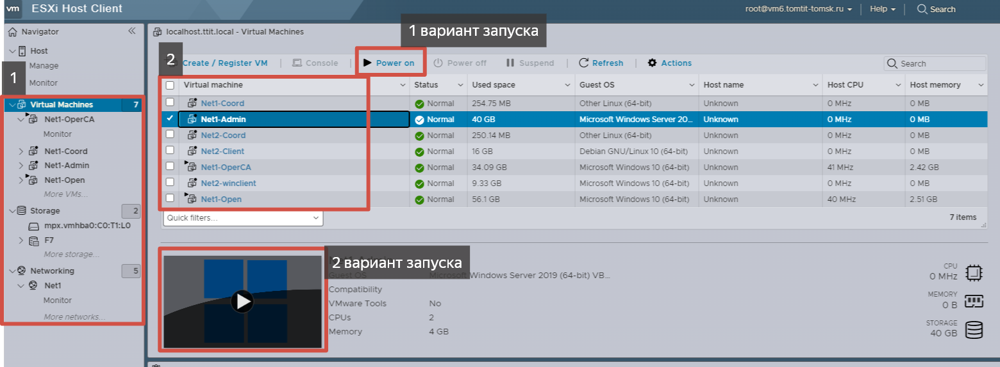 vm ESXi Host Client
root@vm6.tomtit-tomsk.ru Help Search
Navigator
Host
Manage
Monitor
1
Virtual Machines 7
Net1-OperCA
Monitor
Net1-Coord
Net1-Admin
Net1-Open
More VMs...
Storage 2
mpx.vmhba0:C0:T1:L0
F7
More storage...
Networking 5
Net1
Monitor
More networks...
localhost.ttit.local - Virtual Machines
1 вариант запуска
2
Create / Register VM Console Power on Power off Suspend Refresh Actions Search
Virtual machine Status Used space Guest OS Host name Host CPU Host memory
Net1-Coord Normal 254.75 MB Other Linux (64-bit) Unknown 0 MHz 0 MB
Net1-Admin Normal 40 GB Microsoft Windows Server 20... Unknown 0 MHz 0 MB
Net2-Coord Normal 250.14 MB Other Linux (64-bit) Unknown 0 MHz 0 MB
Net2-Client Normal 16 GB Debian GNU/Linux 10 (64-bit) Unknown 0 MHz 0 MB
Net1-OperCA Normal 34.09 GB Microsoft Windows 10 (64-bit) Unknown 41 MHz 2.42 GB
Net2-winclient Normal 9.33 GB Microsoft Windows 10 (64-bit) Unknown 0 MHz 0 MB
Net1-Open Normal 56.1 GB Microsoft Windows 10 (64-bit) Unknown 40 MHz 2.51 GB
Quick filters... 7 items
2 вариант запуска
Net1-Admin
Guest OS Microsoft Windows Server 2019 (64-bit) VB...
Compatibility
VMware Tools No
CPUs 2
Memory 4 GB
CPU
0 MHz
MEMORY
0 B
STORAGE
40 GB